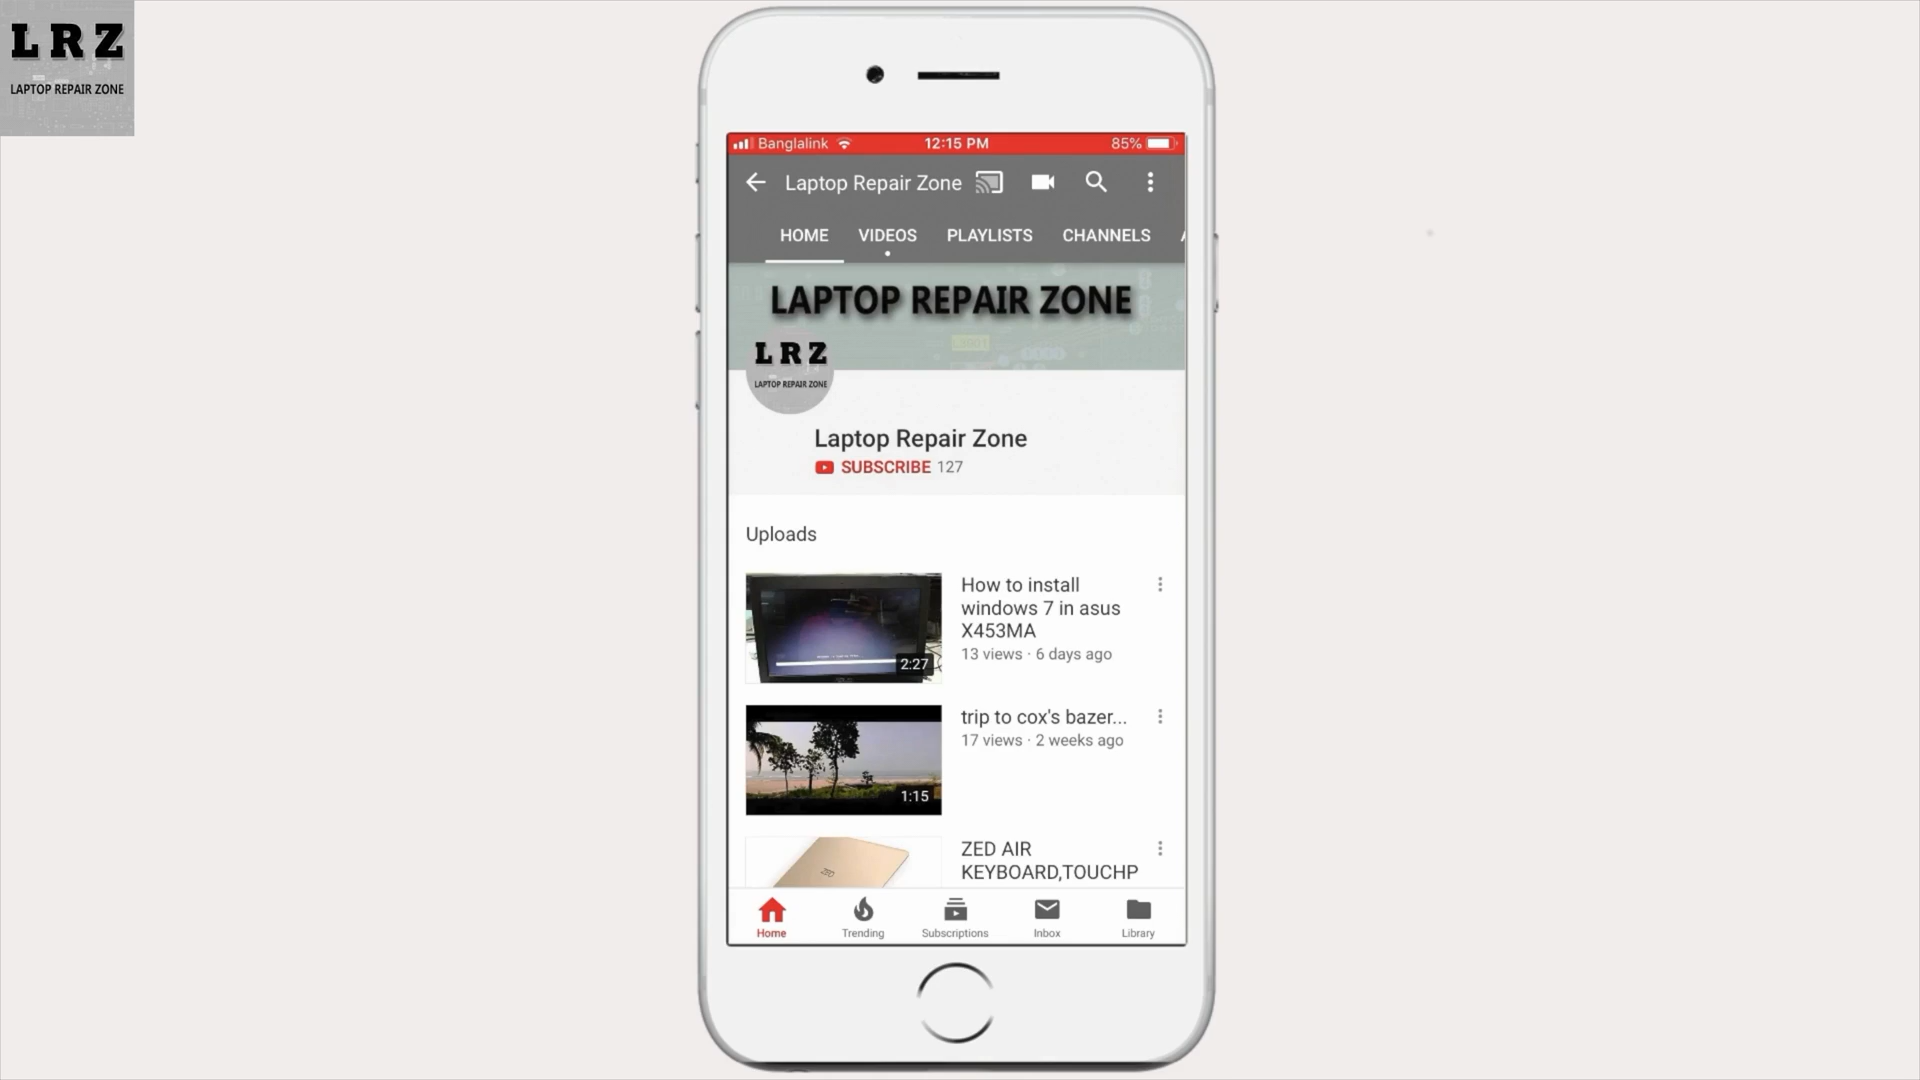 LRZ
LAPTOP REPAIR ZONE
Banglalink 12:15 PM 85%
Laptop Repair Zone
HOME VIDEOS PLAYLISTS CHANNELS
LAPTOP REPAIR ZONE
LRZ
LAPTOP REPAIR ZONE
Laptop Repair Zone
SUBSCRIBE 127
Uploads
How to install
windows 7 in asus
X453MA
13 views · 6 days ago
2:27
trip to cox's bazer...
17 views · 2 weeks ago
1:15
ZED AIR
KEYBOARD,TOUCHP
ZED
Home Trending Subscriptions Inbox Library